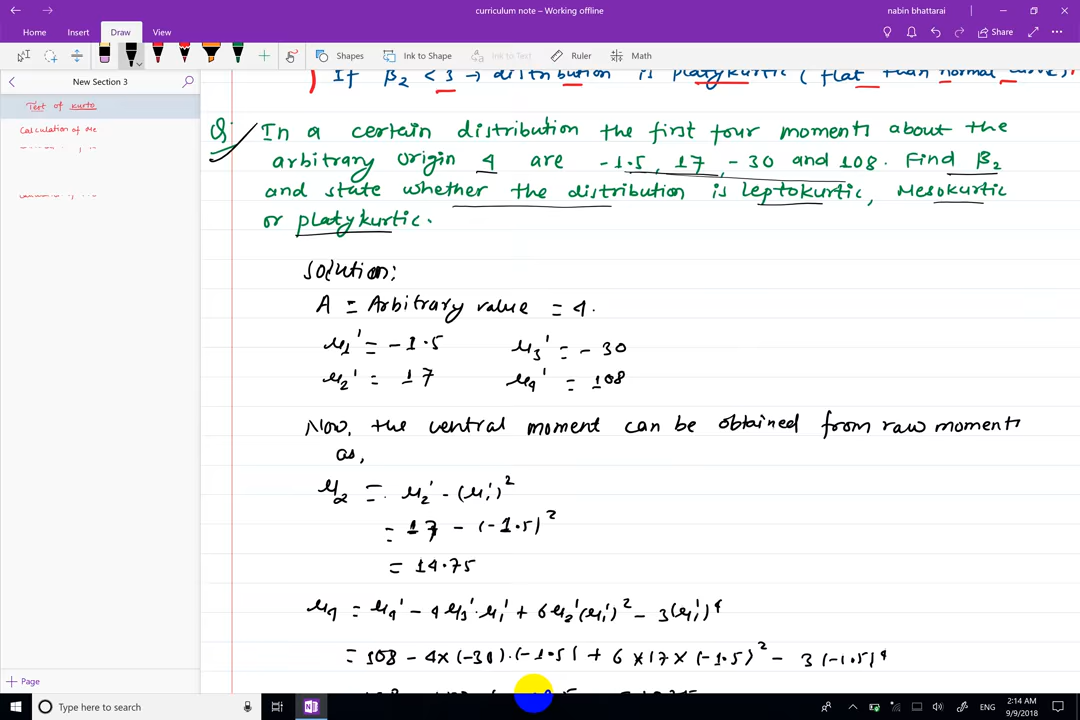 curriculum note – Working offline
nabin bhattarai
Home Insert Draw View
Share
Shapes Ink to Shape Ink to Text Ruler Math
New Section 3
Test of kurto
Calculation of Me
+ Page
If β₂ < 3 → distribution is platykurtic (flat than normal curve)
Q: In a certain distribution the first four moments about the
arbitrary origin 4 are -1.5, 17, -30 and 108. Find β₂
and state whether the distribution is leptokurtic, Mesokurtic
or platykurtic.
Solution;
A = Arbitrary value = 4.
μ₁' = -1.5 μ₃' = -30
μ₂' = 17 μ₄' = 108
Now, the central moment can be obtained from raw moments
as,
μ₂ = μ₂' - (μ₁')²
= 17 - (-1.5)²
= 14.75
μ₄ = μ₄' - 4μ₃'·μ₁' + 6μ₂'(μ₁')² - 3(μ₁')⁴
= 108 - 4×(-30)·(-1.5) + 6×17×(-1.5)² - 3(-1.5)⁴
Type here to search
ENG
2:14 AM
9/9/2018